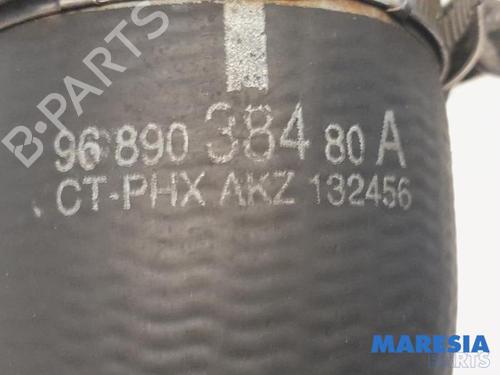 B-PARTS
96 890 384 80 A
CT-PHX AKZ 132456
MARESIA
PARTS